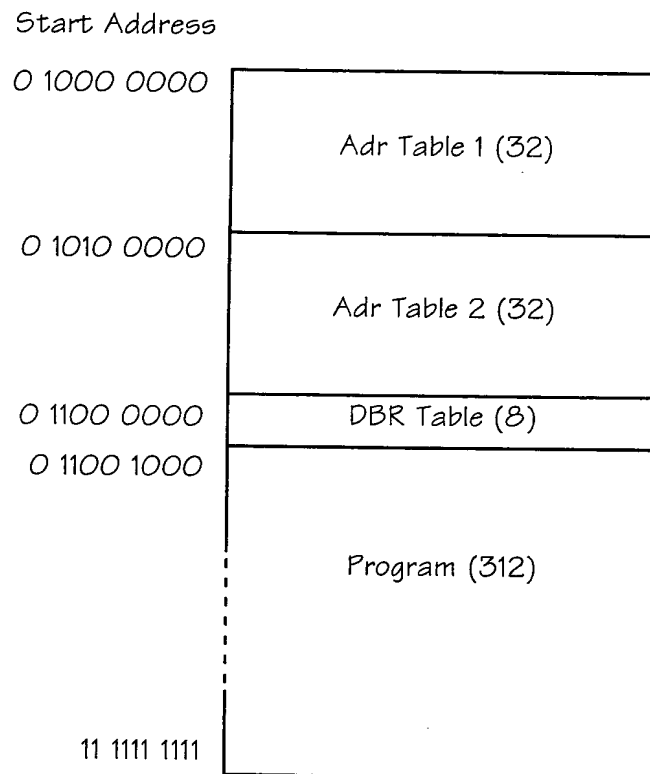 Start Address
0 1000 0000
Adr Table 1 (32)
0 1010 0000
Adr Table 2 (32)
0 1100 0000
DBR Table (8)
0 1100 1000
Program (312)
11 1111 1111